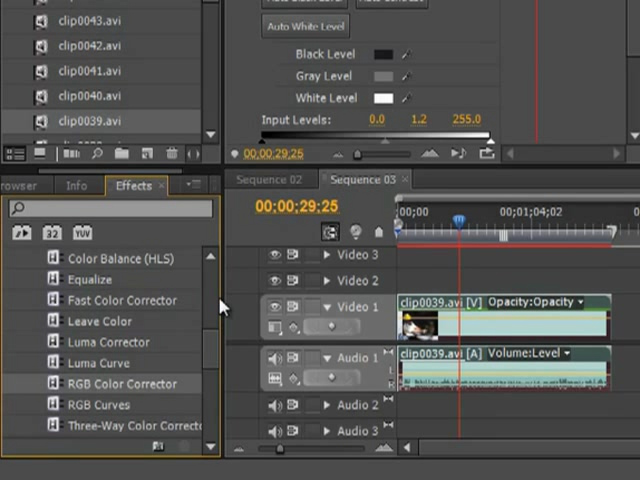 clip0043.avi
clip0042.avi
clip0041.avi
clip0040.avi
clip0039.avi
Auto White Level
Black Level
Gray Level
White Level
Input Levels: 0.0 1.2 255.0
00;00;29;25
rowser Info Effects ×
32 YUV
Color Balance (HLS)
Equalize
Fast Color Corrector
Leave Color
Luma Corrector
Luma Curve
RGB Color Corrector
RGB Curves
Three-Way Color Correcto
Sequence 02 Sequence 03 ×
00;00;29;25
00;00 00;01;04;02 0
Video 3
Video 2
Video 1
clip0039.avi [V] Opacity:Opacity
Audio 1
L
R
clip0039.avi [A] Volume:Level
Audio 2
Audio 3